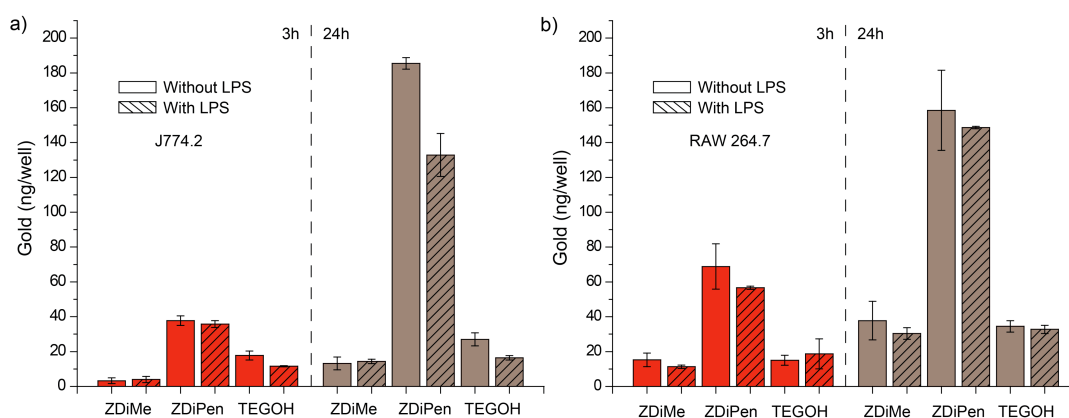 a)
3h 24h
Without LPS
With LPS
J774.2
Gold (ng/well)
200
180
160
140
120
100
80
60
40
20
0
ZDiMe ZDiPen TEGOH ZDiMe ZDiPen TEGOH
b)
3h 24h
Without LPS
With LPS
RAW 264.7
Gold (ng/well)
200
180
160
140
120
100
80
60
40
20
0
ZDiMe ZDiPen TEGOH ZDiMe ZDiPen TEGOH